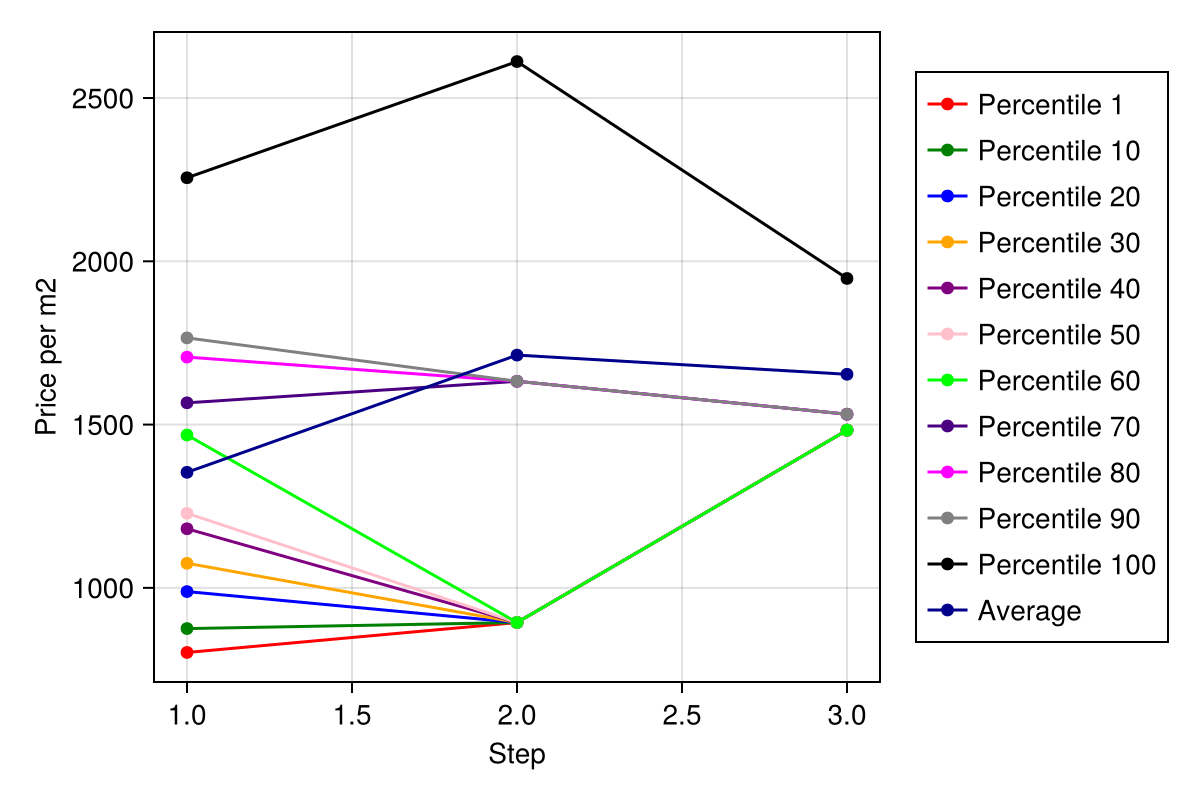 2500
2000
1500
1000
Price per m2
1.0
1.5
2.0
2.5
3.0
Step
Percentile 1
Percentile 10
Percentile 20
Percentile 30
Percentile 40
Percentile 50
Percentile 60
Percentile 70
Percentile 80
Percentile 90
Percentile 100
Average